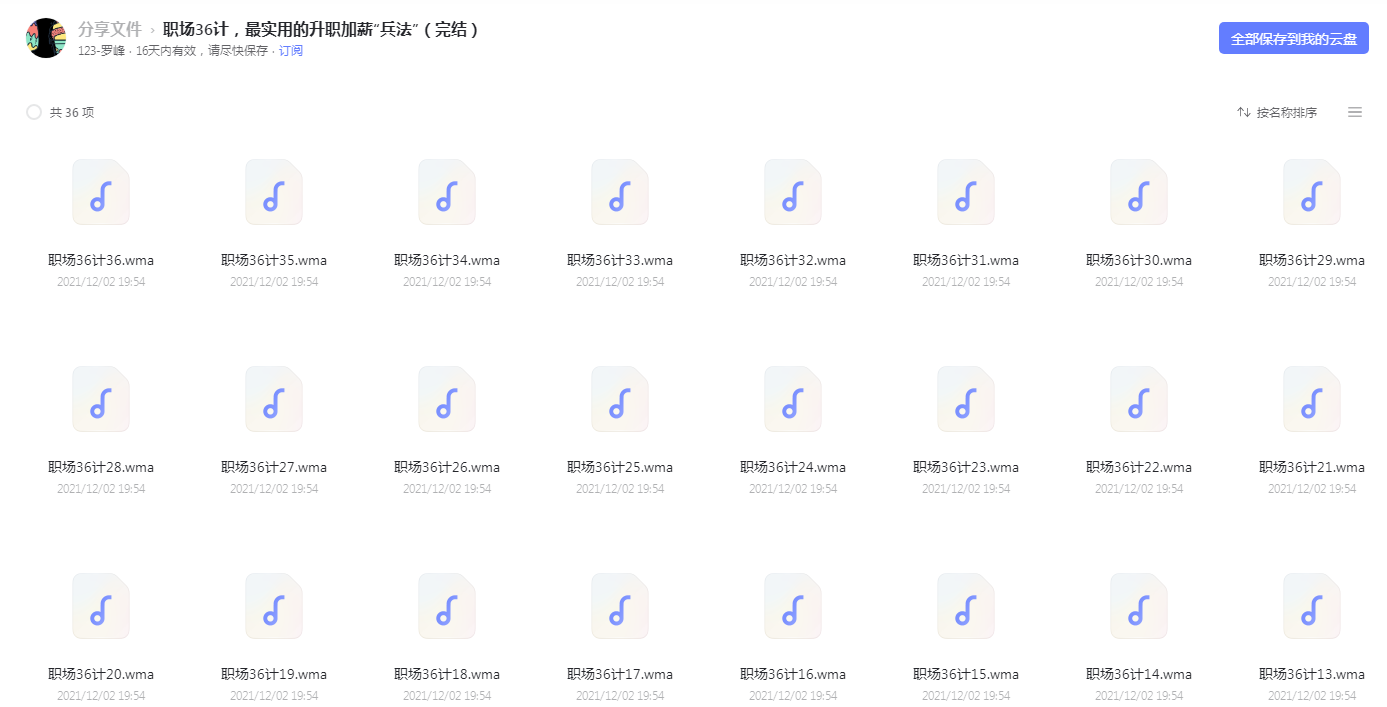 分享文件 › 职场36计，最实用的升职加薪“兵法”（完结）
123-罗峰 · 16天内有效，请尽快保存 · 订阅
全部保存到我的云盘
共 36 项
按名称排序
职场36计36.wma 职场36计35.wma 职场36计34.wma 职场36计33.wma 职场36计32.wma 职场36计31.wma 职场36计30.wma 职场36计29.wma
2021/12/02 19:54 2021/12/02 19:54 2021/12/02 19:54 2021/12/02 19:54 2021/12/02 19:54 2021/12/02 19:54 2021/12/02 19:54 2021/12/02 19:54
职场36计28.wma 职场36计27.wma 职场36计26.wma 职场36计25.wma 职场36计24.wma 职场36计23.wma 职场36计22.wma 职场36计21.wma
2021/12/02 19:54 2021/12/02 19:54 2021/12/02 19:54 2021/12/02 19:54 2021/12/02 19:54 2021/12/02 19:54 2021/12/02 19:54 2021/12/02 19:54
职场36计20.wma 职场36计19.wma 职场36计18.wma 职场36计17.wma 职场36计16.wma 职场36计15.wma 职场36计14.wma 职场36计13.wma
2021/12/02 19:54 2021/12/02 19:54 2021/12/02 19:54 2021/12/02 19:54 2021/12/02 19:54 2021/12/02 19:54 2021/12/02 19:54 2021/12/02 19:54